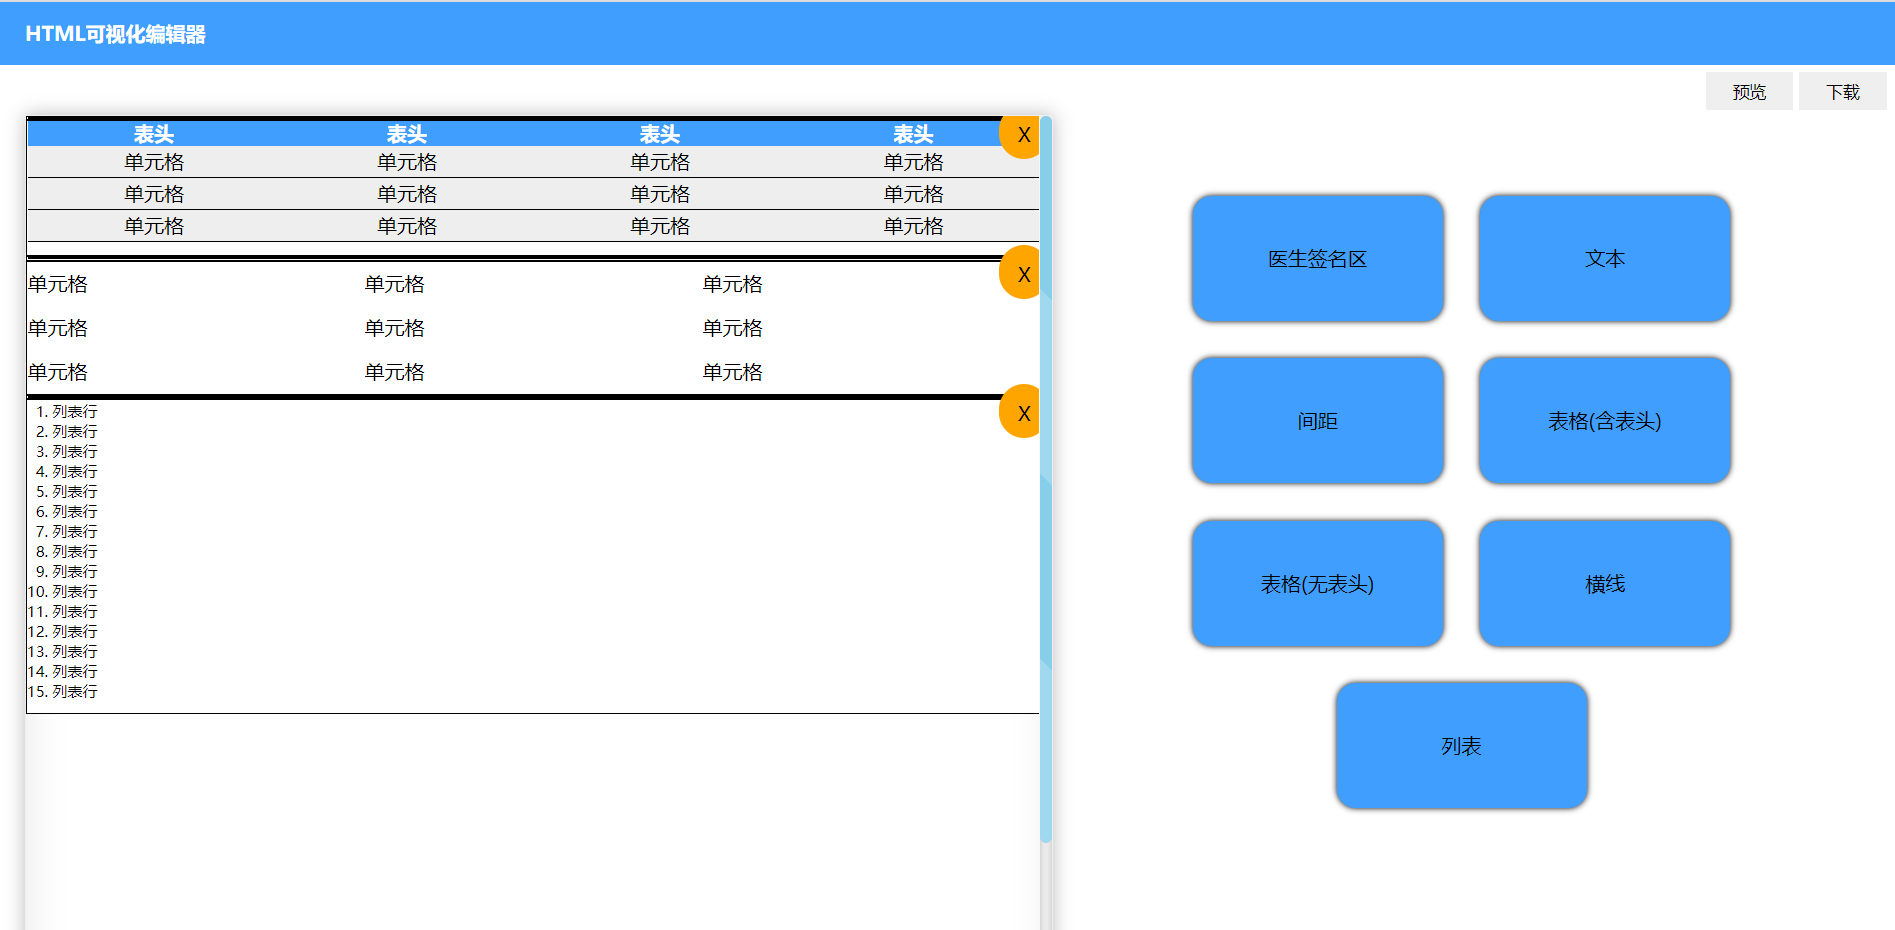 HTML可视化编辑器
预览 下载
表头 表头 表头 表头 X
单元格 单元格 单元格 单元格
单元格 单元格 单元格 单元格
单元格 单元格 单元格 单元格
单元格 单元格 单元格 X
单元格 单元格 单元格
单元格 单元格 单元格
X
1. 列表行
2. 列表行
3. 列表行
4. 列表行
5. 列表行
6. 列表行
7. 列表行
8. 列表行
9. 列表行
10. 列表行
11. 列表行
12. 列表行
13. 列表行
14. 列表行
15. 列表行
医生签名区 文本
间距 表格(含表头)
表格(无表头) 横线
列表